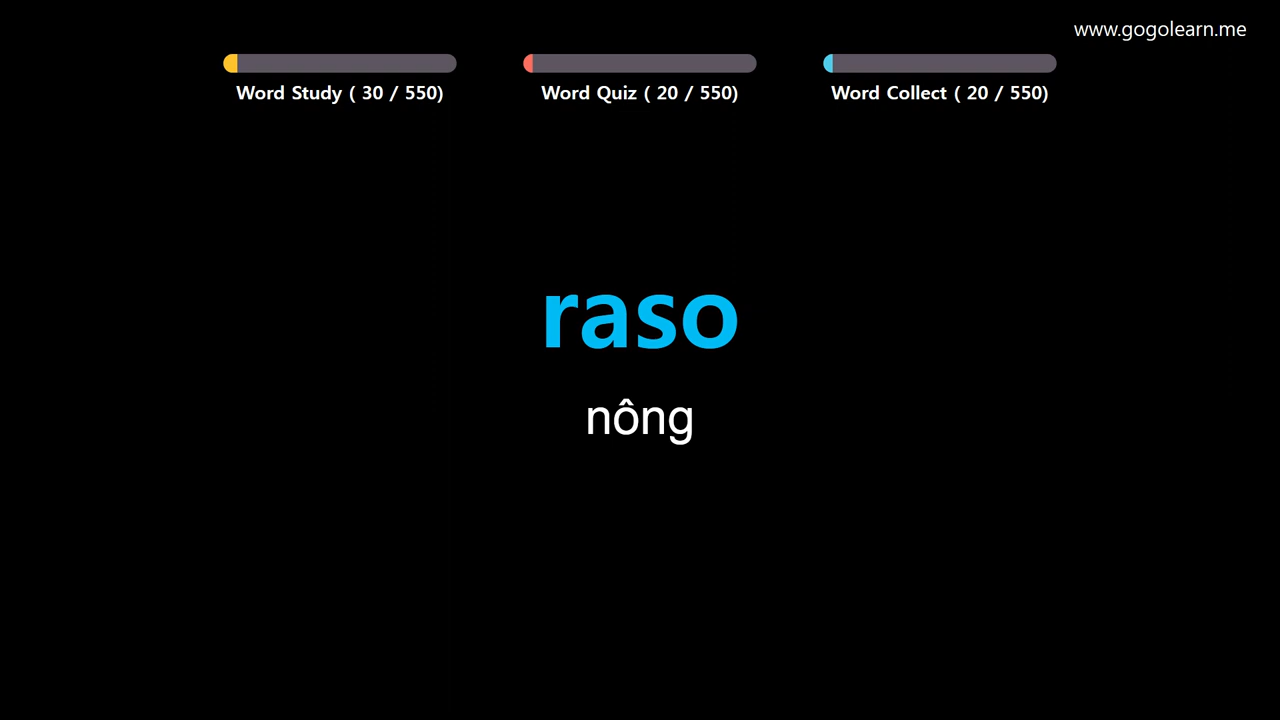 www.gogolearn.me
Word Study ( 30 / 550)
Word Quiz ( 20 / 550)
Word Collect ( 20 / 550)
raso
nông